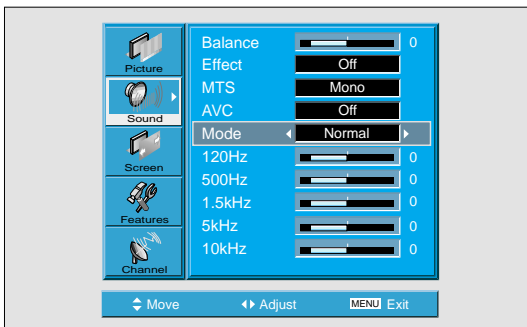 Picture
Sound
Screen
Features
Channel
Balance 0
Effect Off
MTS Mono
AVC Off
Mode Normal
120Hz 0
500Hz 0
1.5kHz 0
5kHz 0
10kHz 0
Move Adjust MENU Exit